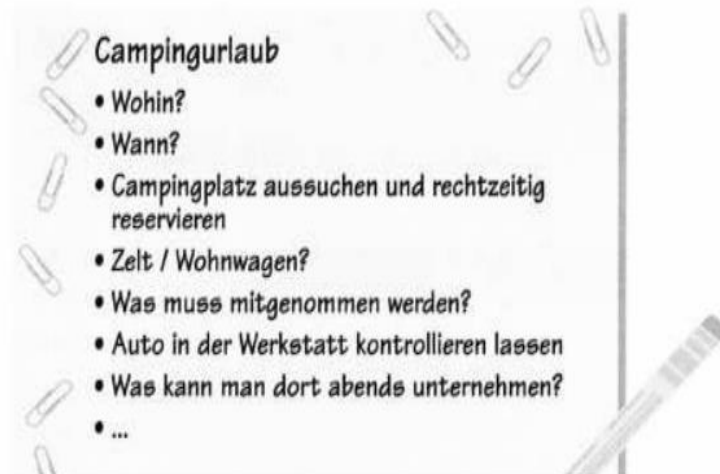 Campingurlaub
• Wohin?
• Wann?
• Campingplatz aussuchen und rechtzeitig
reservieren
• Zelt / Wohnwagen?
• Was muss mitgenommen werden?
• Auto in der Werkstatt kontrollieren lassen
• Was kann man dort abends unternehmen?
• ...